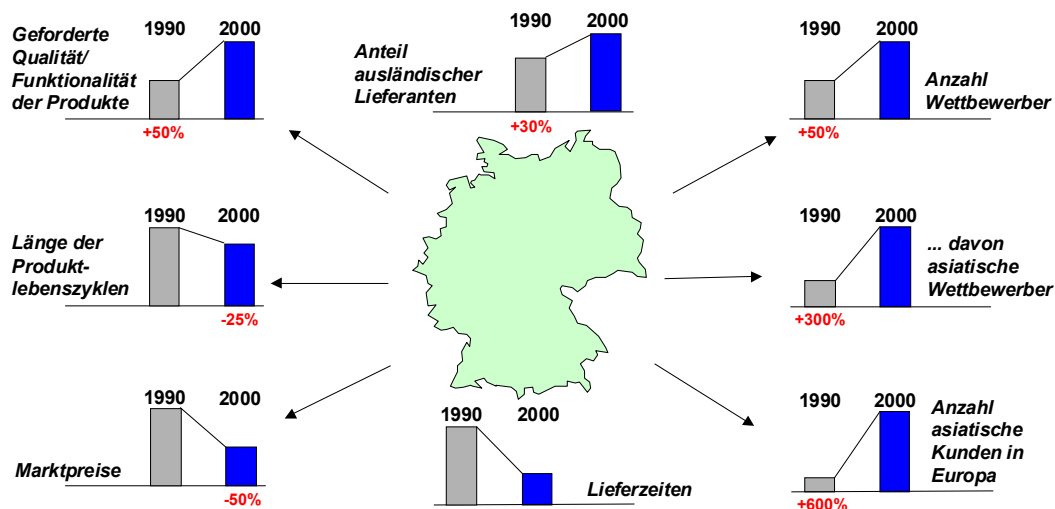 Geforderte
Qualität/
Funktionalität
der Produkte
1990 2000
+50%
Anteil
ausländischer
Lieferanten
1990 2000
+30%
1990 2000
Anzahl
Wettbewerber
+50%
Länge der
Produkt-
lebenszyklen
1990 2000
-25%
1990 2000
... davon
asiatische
Wettbewerber
+300%
Marktpreise
1990 2000
-50%
1990 2000
Lieferzeiten
1990 2000
Anzahl
asiatische
Kunden in
Europa
+600%